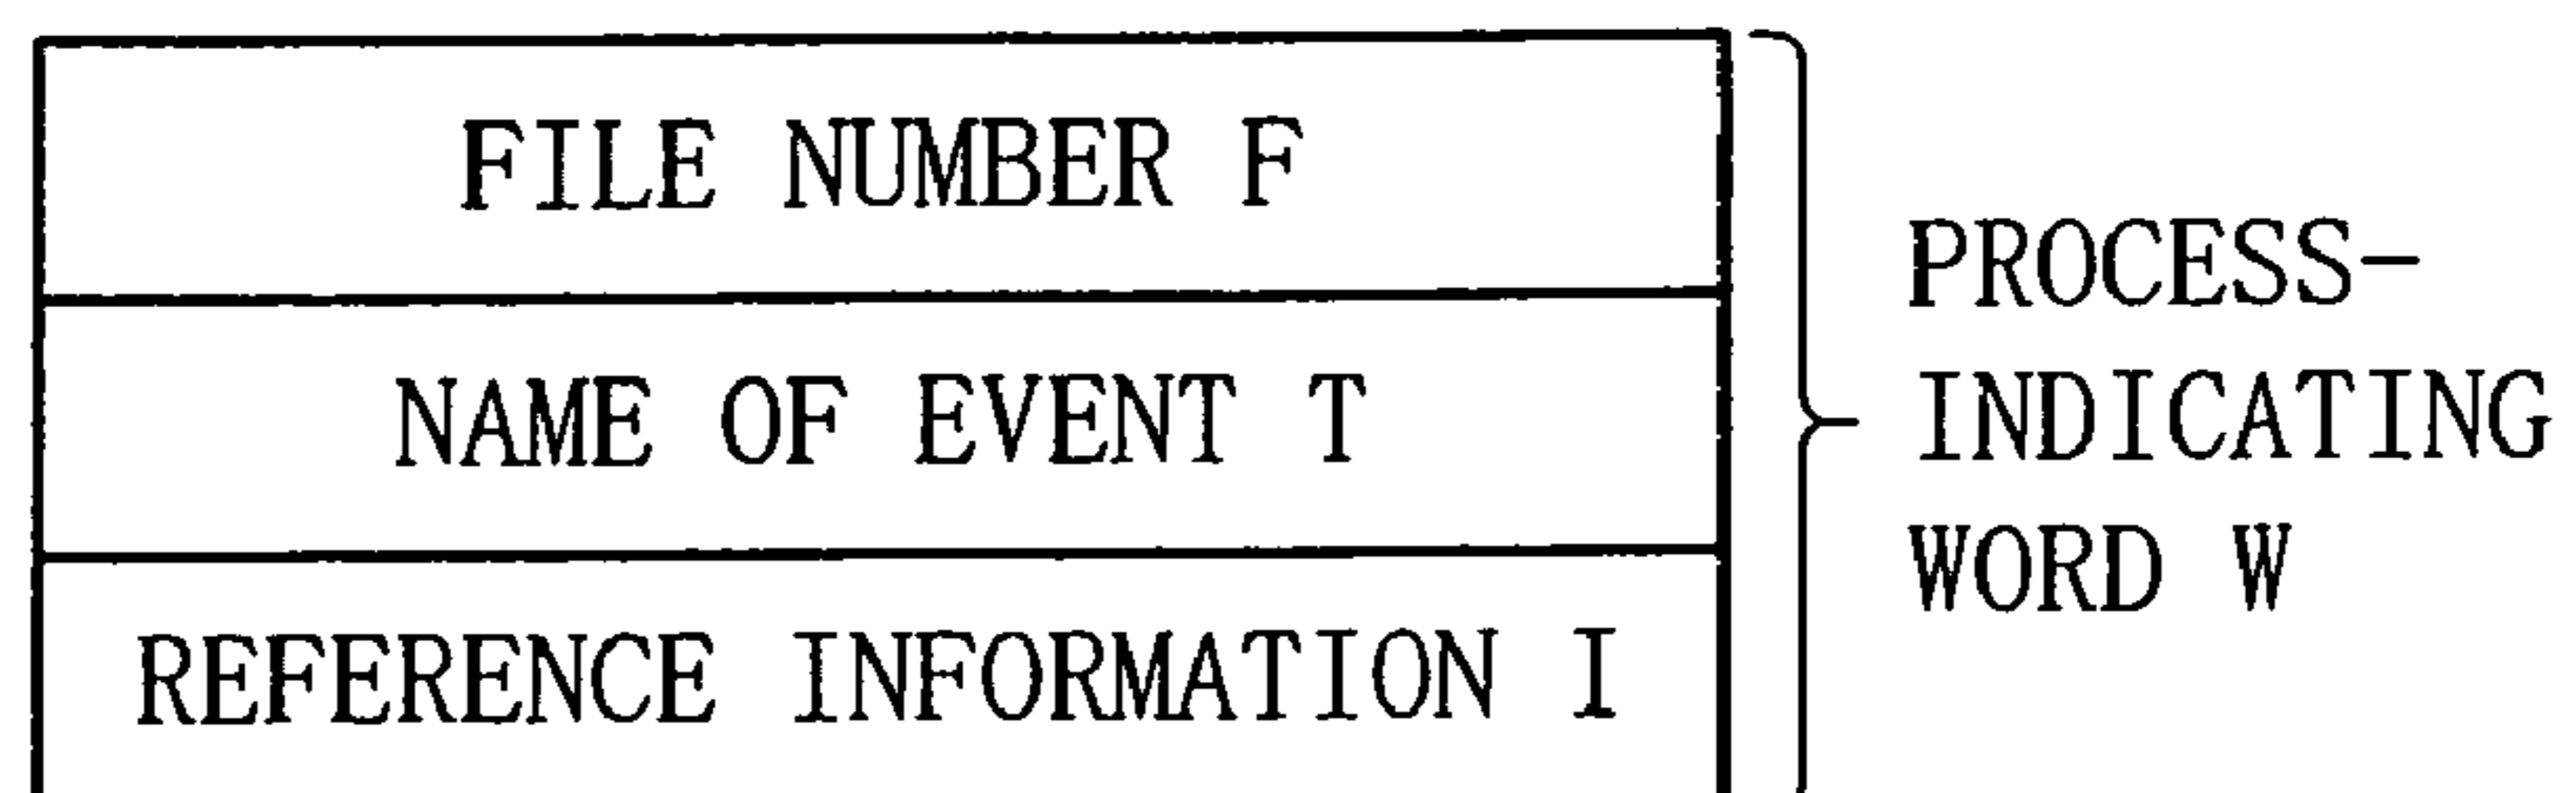 FILE NUMBER F
NAME OF EVENT T
REFERENCE INFORMATION I
PROCESS-
INDICATING
WORD W